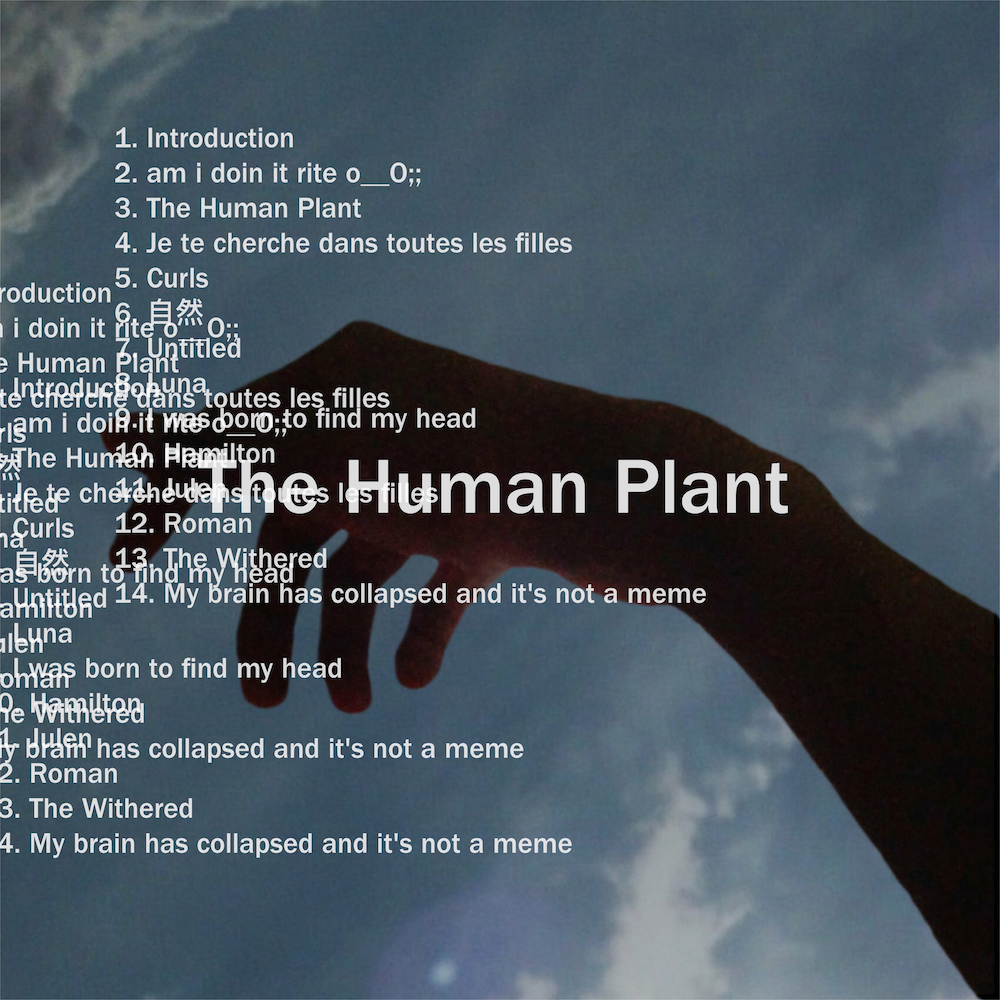 1. Introduction
2. am i doin it rite o__O;;
3. The Human Plant
4. Je te cherche dans toutes les filles
5. Curls
6. 自然
7. Untitled
8. Luna
9. I was born to find my head
10. Hamilton
11. Julen
12. Roman
13. The Withered
14. My brain has collapsed and it's not a meme
The Human Plant
roduction
i doin it rite o__O;;
e Human Plant
te cherche dans toutes les filles
rls
然
titled
na
as born to find my head
amilton
ulen
oman
he Withered
y brain has collapsed and it's not a meme
. Introduction
. am i doin it rite o__O;;
. The Human Plant
. Je te cherche dans toutes les filles
. Curls
. 自然
. Untitled
. Luna
. I was born to find my head
0. Hamilton
1. Julen
2. Roman
3. The Withered
4. My brain has collapsed and it's not a meme